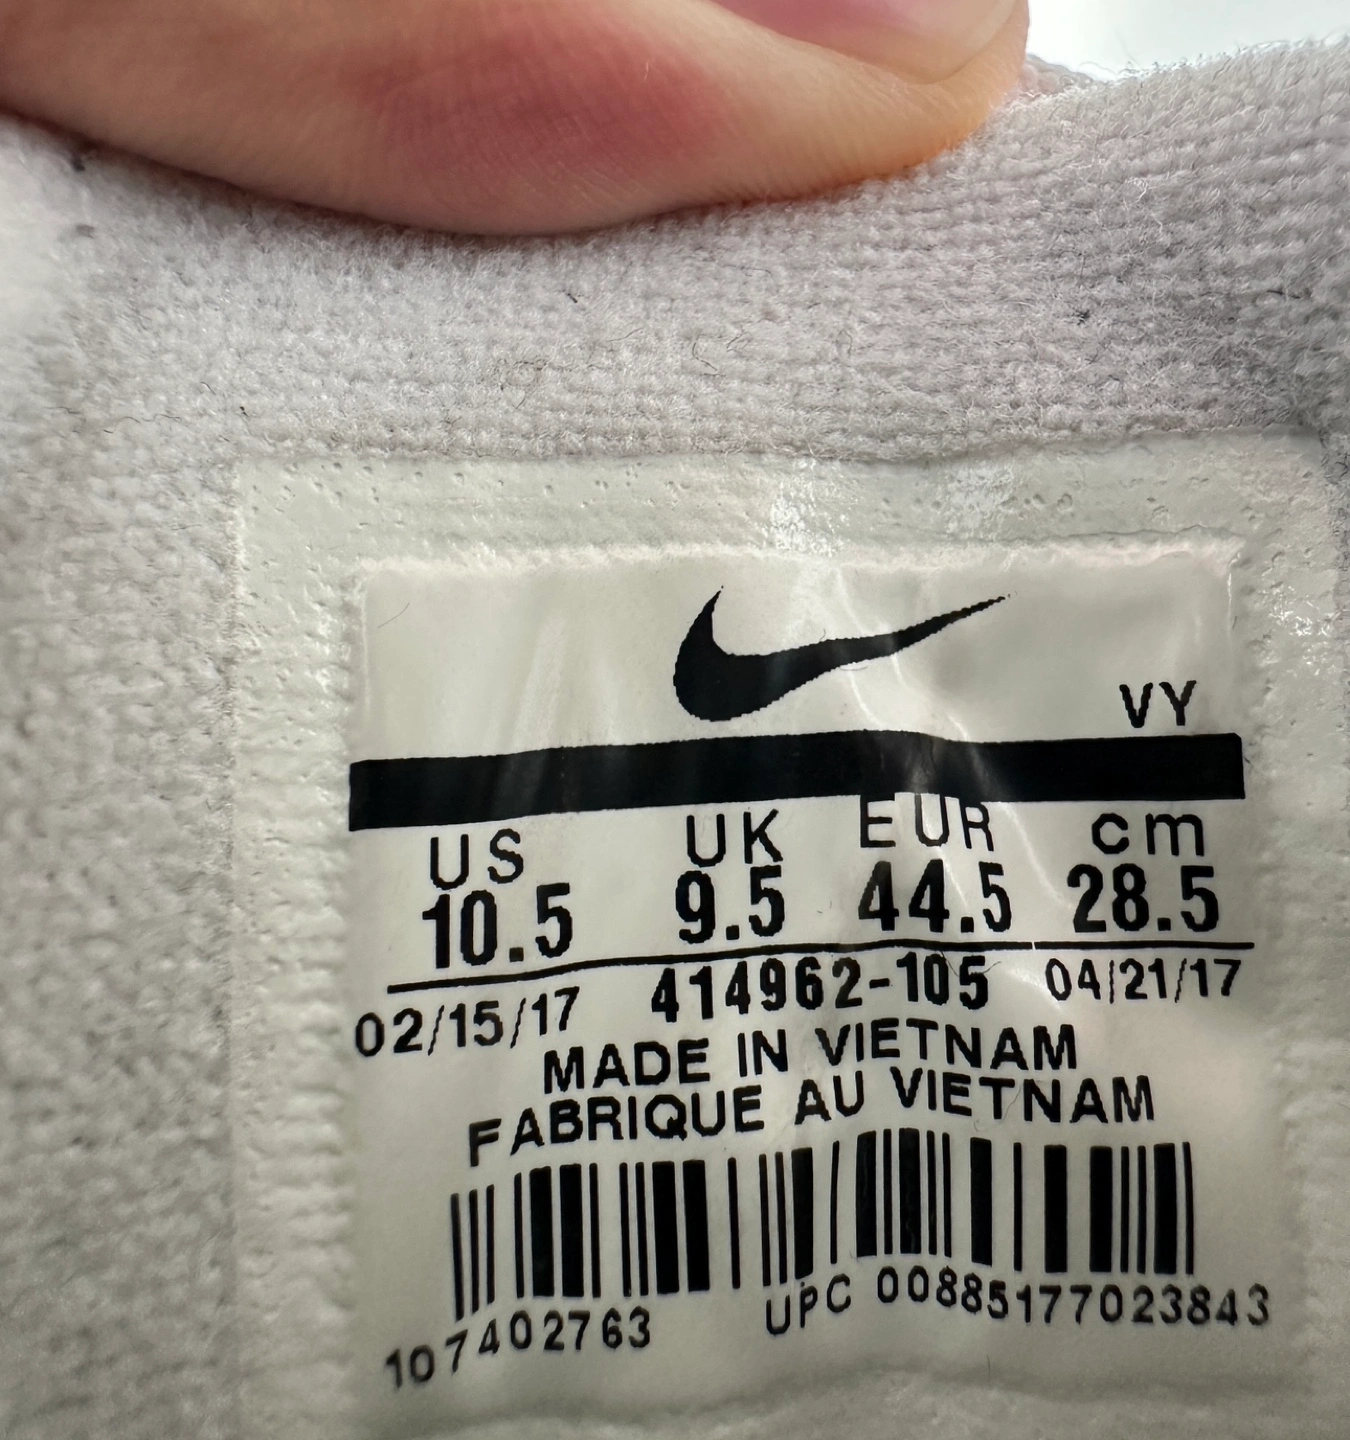 VY
US UK EUR cm
10.5 9.5 44.5 28.5
02/15/17 414962-105 04/21/17
MADE IN VIETNAM
FABRIQUE AU VIETNAM
107402763 UPC 00885177023843